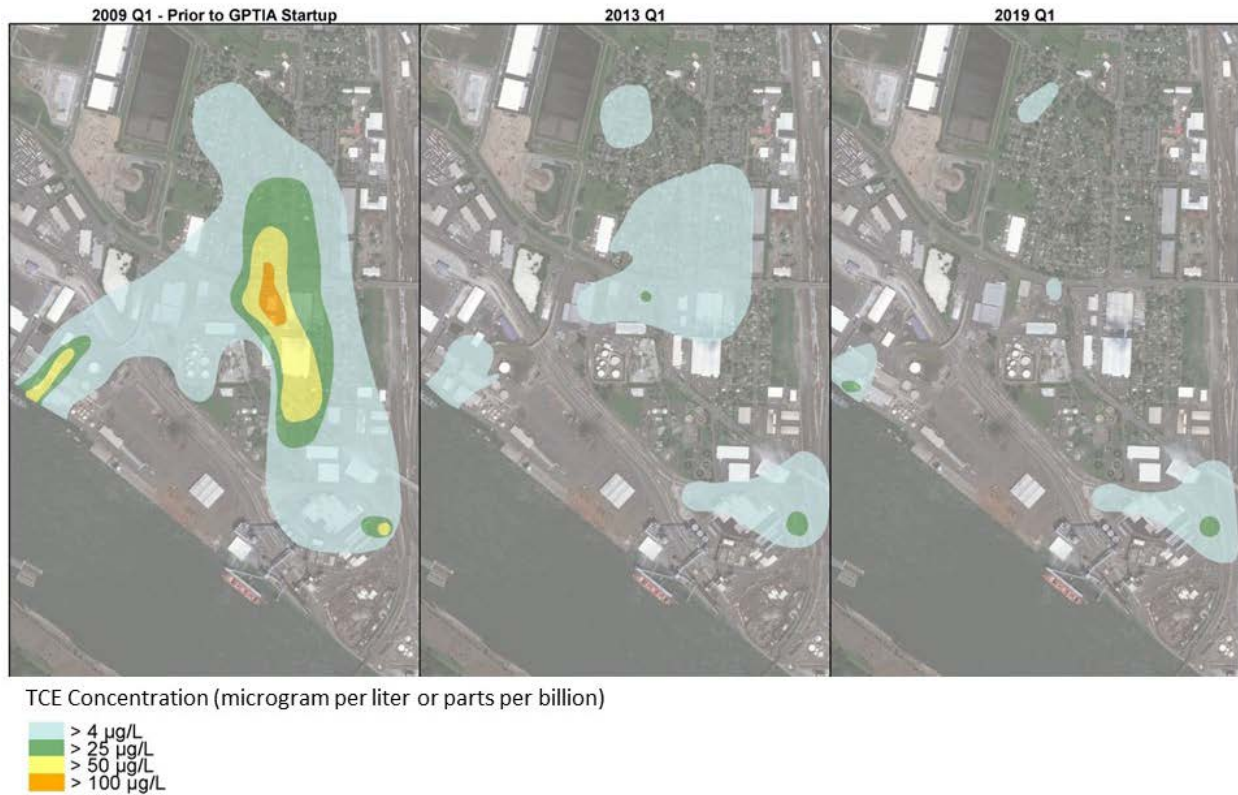 2009 Q1 - Prior to GPTIA Startup
2013 Q1
2019 Q1
TCE Concentration (microgram per liter or parts per billion)
> 4 µg/L
> 25 µg/L
> 50 µg/L
> 100 µg/L